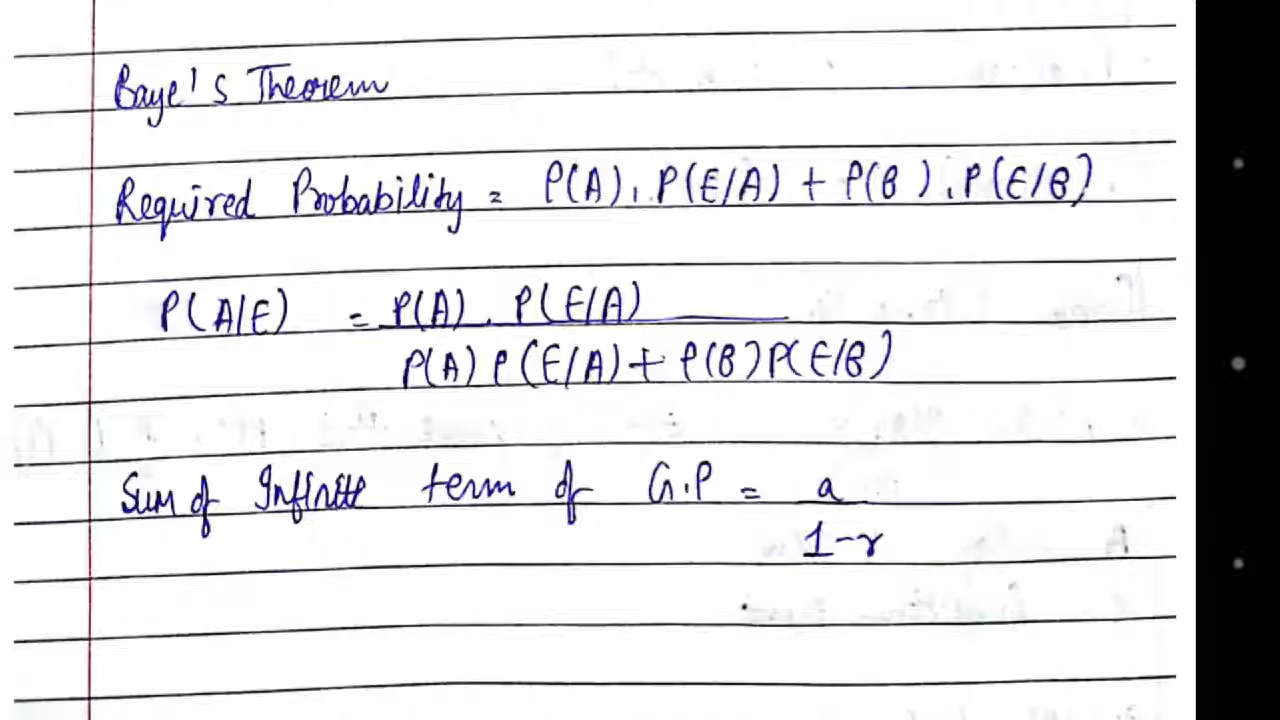 Baye's Theorem
Required Probability = P(A). P(E/A) + P(B). P(E/B)
P(A/E) = P(A). P(E/A)
P(A) P(E/A) + P(B) P(E/B)
Sum of Infinite term of G.P = a
1-r